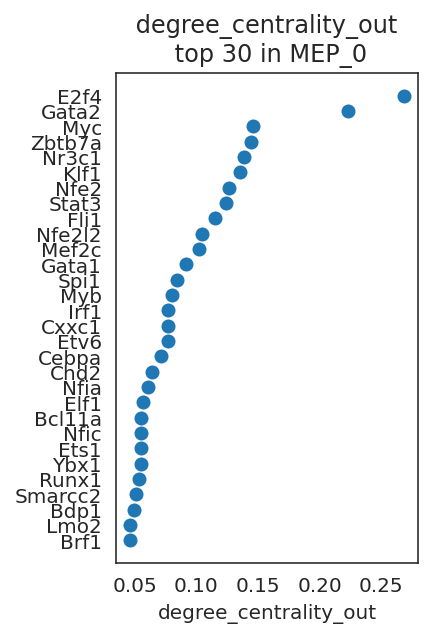 degree_centrality_out
top 30 in MEP_0
E2f4
Gata2
Myc
Zbtb7a
Nr3c1
Klf1
Nfe2
Stat3
Fli1
Nfe2l2
Mef2c
Gata1
Spi1
Myb
Irf1
Cxxc1
Etv6
Cebpa
Chd2
Nfia
Elf1
Bcl11a
Nfic
Ets1
Ybx1
Runx1
Smarcc2
Bdp1
Lmo2
Brf1
0.05 0.10 0.15 0.20 0.25
degree_centrality_out